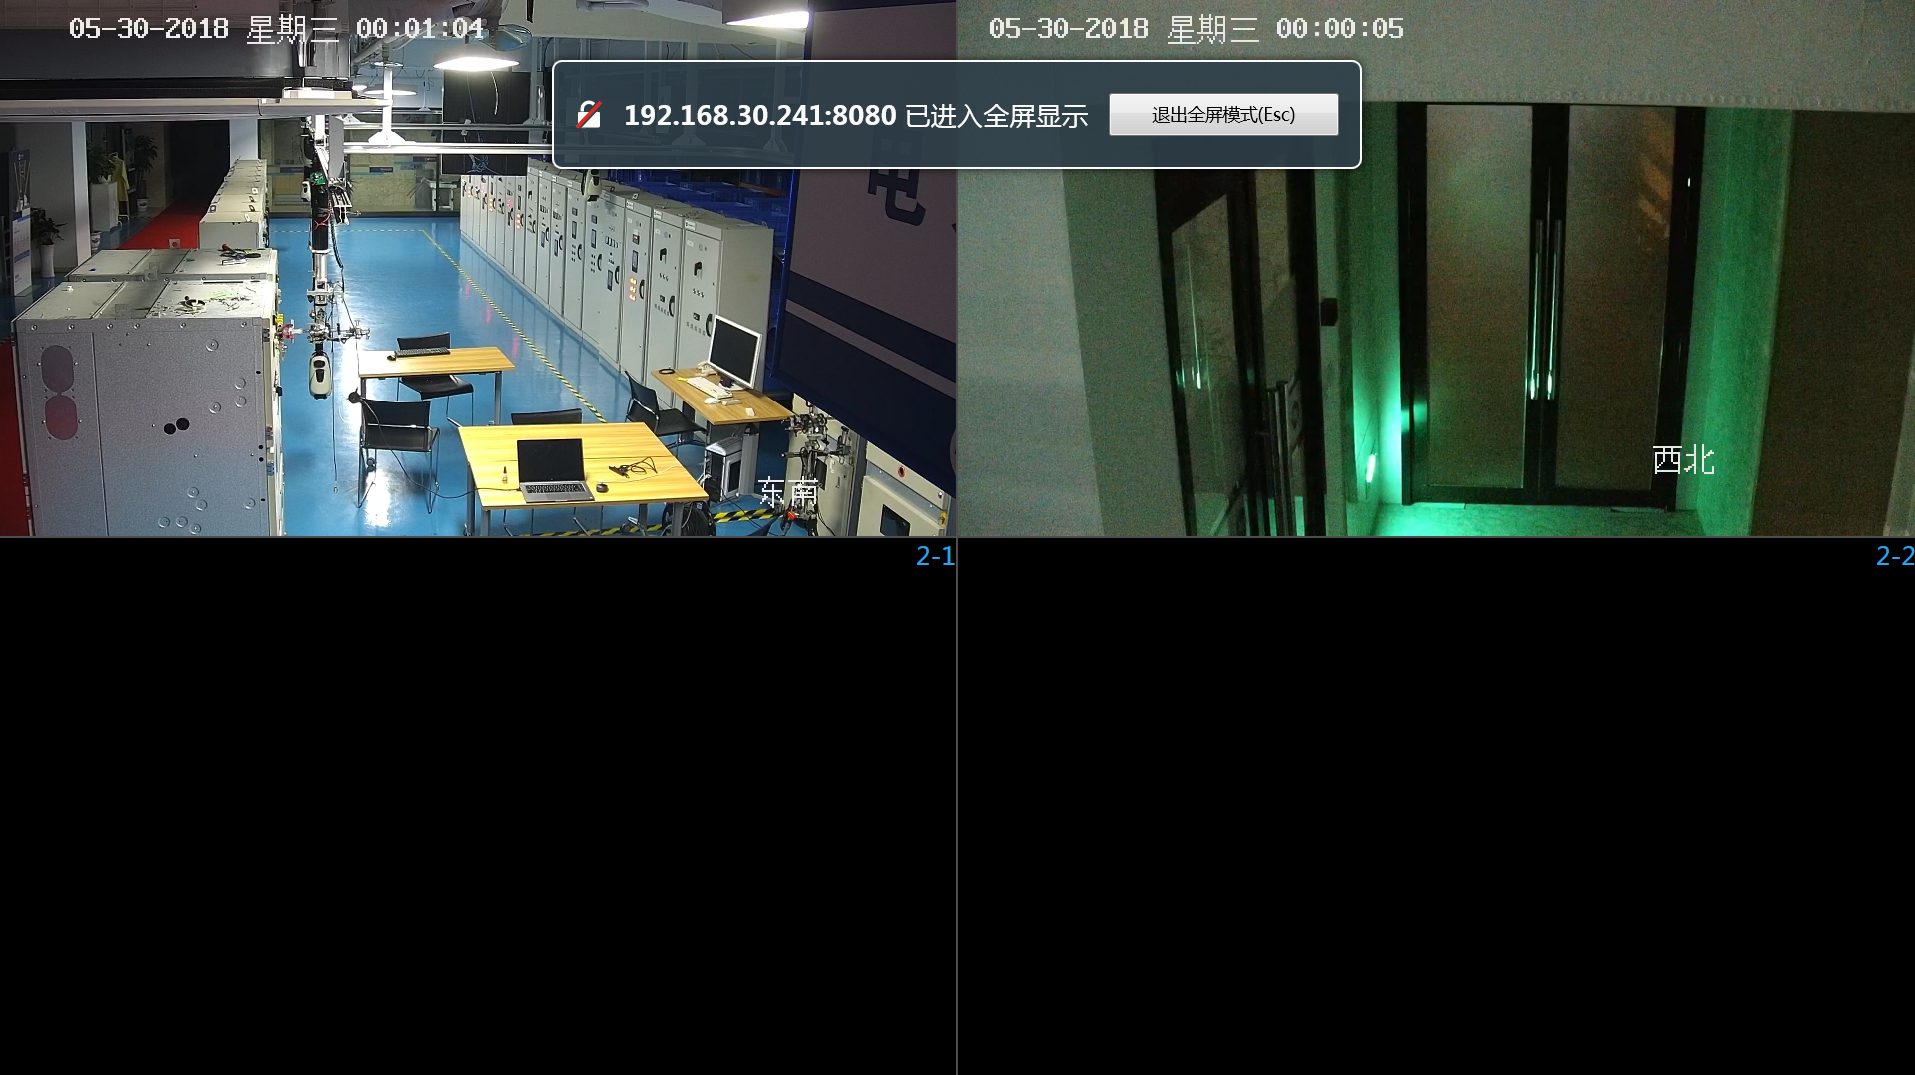 05-30-2018 星期三 00:01:04
05-30-2018 星期三 00:00:05
192.168.30.241:8080 已进入全屏显示
退出全屏模式(Esc)
电
西北
东南
2-1
2-2